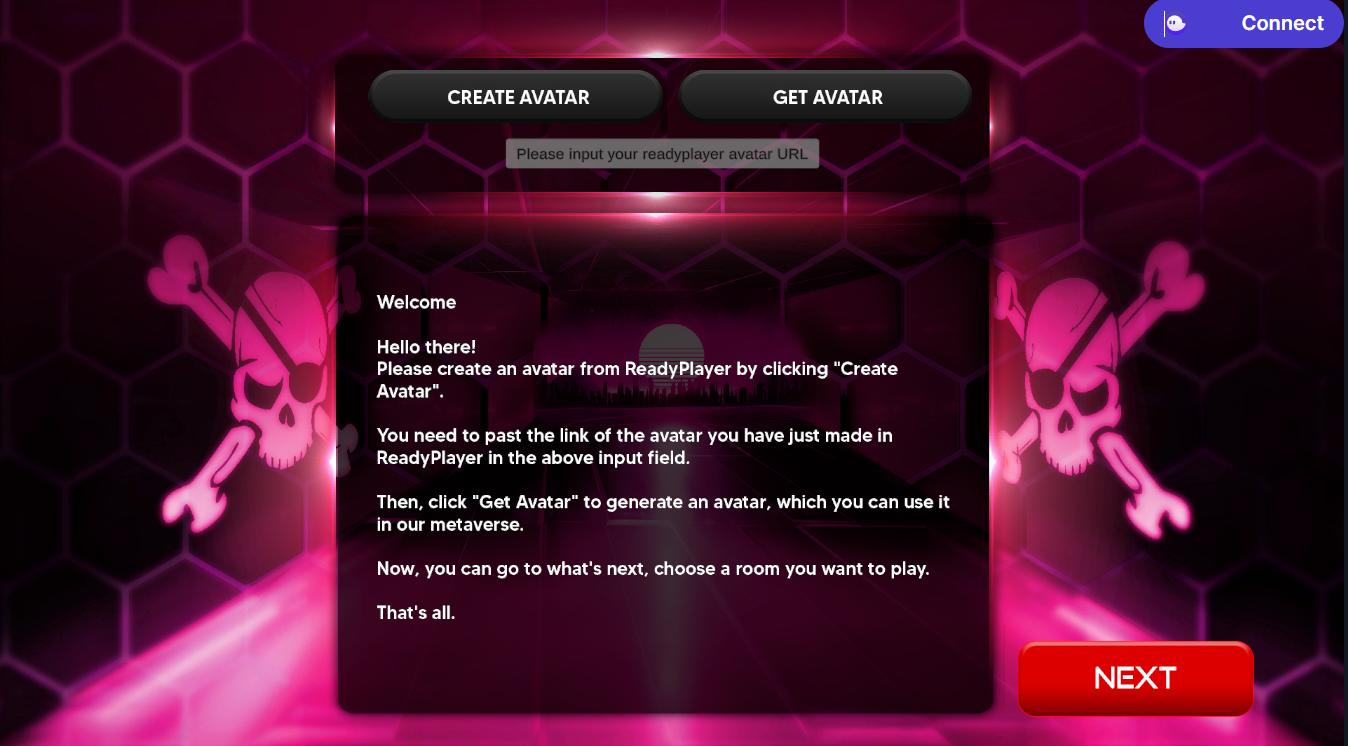 Connect
CREATE AVATAR
GET AVATAR
Please input your readyplayer avatar URL
Welcome
Hello there!
Please create an avatar from ReadyPlayer by clicking "Create
Avatar".
You need to past the link of the avatar you have just made in
ReadyPlayer in the above input field.
Then, click "Get Avatar" to generate an avatar, which you can use it
in our metaverse.
Now, you can go to what's next, choose a room you want to play.
That's all.
NEXT